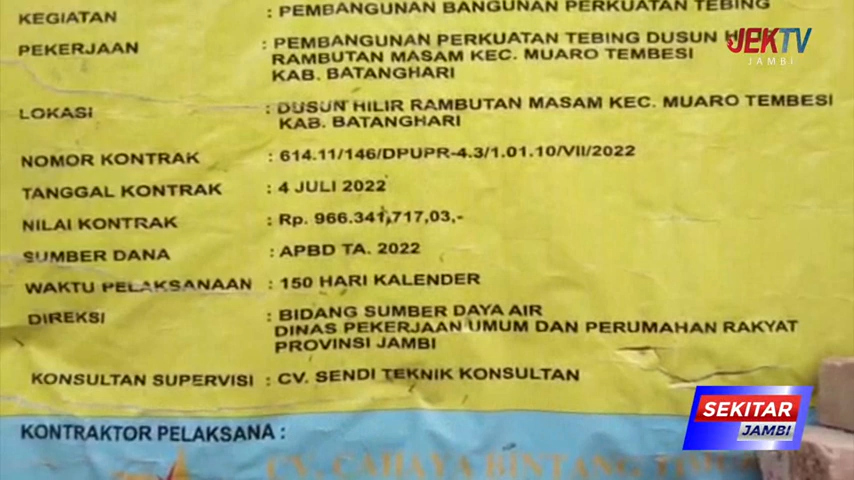 KEGIATAN : PEMBANGUNAN BANGUNAN PERKUATAN TEBING
PEKERJAAN : PEMBANGUNAN PERKUATAN TEBING DUSUN
RAMBUTAN MASAM KEC. MUARO TEMBESI
KAB. BATANGHARI
LOKASI : DUSUN HILIR RAMBUTAN MASAM KEC. MUARO TEMBESI
KAB. BATANGHARI
NOMOR KONTRAK : 614.11/146/DPUPR-4.3/1.01.10/VII/2022
TANGGAL KONTRAK : 4 JULI 2022
NILAI KONTRAK : Rp. 966.341,717,03,-
SUMBER DANA : APBD TA. 2022
WAKTU PELAKSANAAN : 150 HARI KALENDER
DIREKSI : BIDANG SUMBER DAYA AIR
DINAS PEKERJAAN UMUM DAN PERUMAHAN RAKYAT
PROVINSI JAMBI
KONSULTAN SUPERVISI : CV. SENDI TEKNIK KONSULTAN
KONTRAKTOR PELAKSANA :
CV. CAHAYA BINTANG
JEKTV
JAMBI
SEKITAR
JAMBI